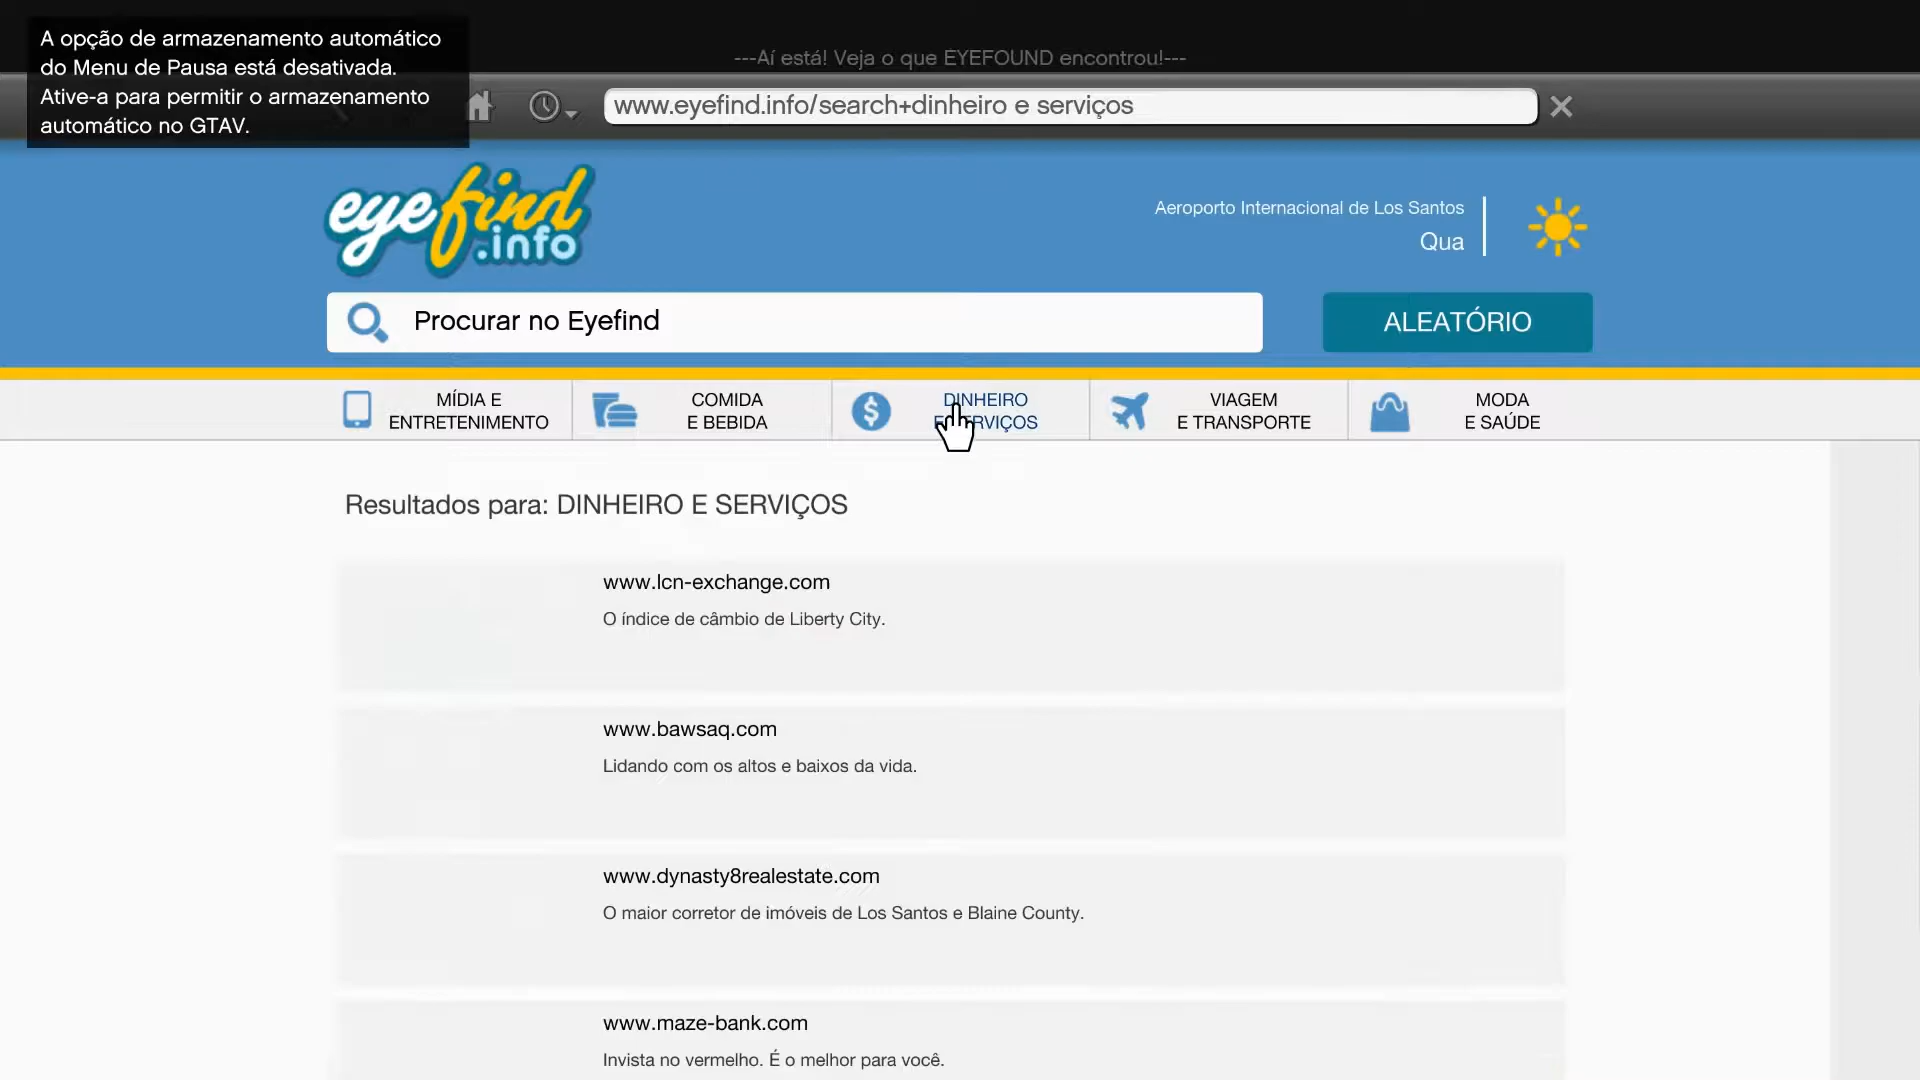 A opção de armazenamento automático
do Menu de Pausa está desativada.
Ative-a para permitir o armazenamento
automático no GTAV.
---Aí está! Veja o que EYEFOUND encontrou!---
www.eyefind.info/search+dinheiro e serviços
eyefind
.info
Aeroporto Internacional de Los Santos
Qua
Procurar no Eyefind
ALEATÓRIO
MÍDIA E
ENTRETENIMENTO
COMIDA
E BEBIDA
DINHEIRO
E SERVIÇOS
VIAGEM
E TRANSPORTE
MODA
E SAÚDE
Resultados para: DINHEIRO E SERVIÇOS
www.lcn-exchange.com
O índice de câmbio de Liberty City.
www.bawsaq.com
Lidando com os altos e baixos da vida.
www.dynasty8realestate.com
O maior corretor de imóveis de Los Santos e Blaine County.
www.maze-bank.com
Invista no vermelho. É o melhor para você.